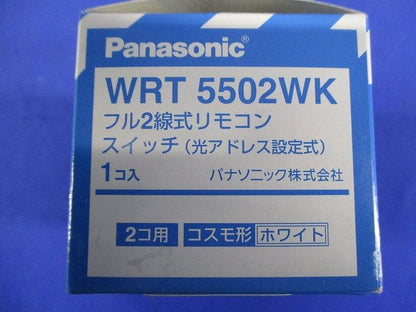 Panasonic
WRT 5502WK
フル2線式リモコン
スイッチ(光アドレス設定式)
1コ入 パナソニック株式会社
2コ用 コスモ形 ホワイト